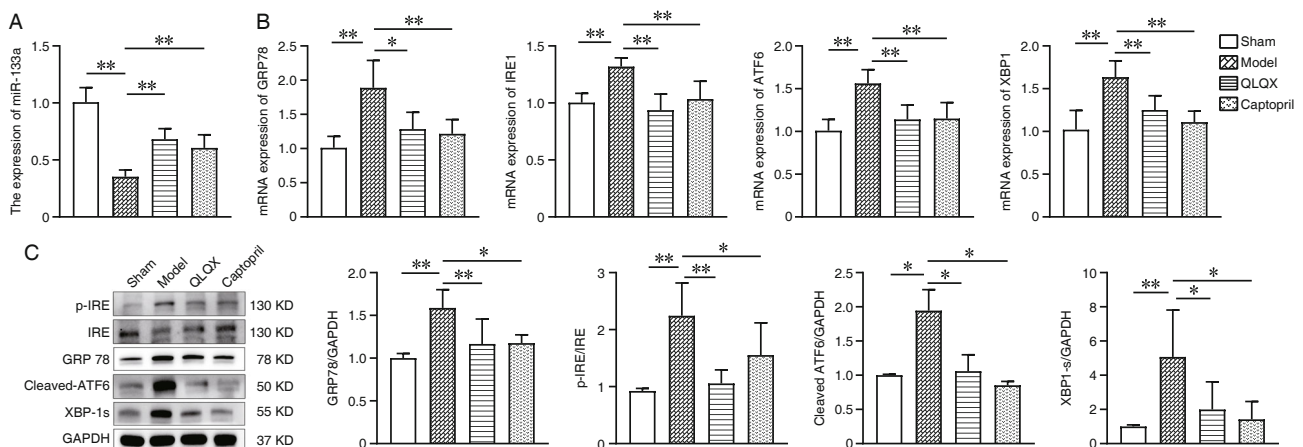 A
The expression of miR-133a
1.5
1.0
0.5
0
**
**
**
B
mRNA expression of GRP78
2.5
2.0
1.5
1.0
1.5
0
**
*
**
mRNA expression of IRE1
1.5
1.0
1.5
0
**
**
**
mRNA expression of ATF6
2.0
1.5
1.0
1.5
0
**
**
**
mRNA expression of XBP1
2.0
1.5
1.0
1.5
0
**
**
**
Sham
Model
QLQX
Captopril
C
Sham
Model
QLQX
Captopril
p-IRE 130 KD
IRE 130 KD
GRP 78 78 KD
Cleaved-ATF6 50 KD
XBP-1s 55 KD
GAPDH 37 KD
GRP78/GAPDH
2.0
1.5
1.0
0.5
0
**
**
*
p-IRE/IRE
3
2
1
0
**
**
*
Cleaved ATF6/GAPDH
2.5
2.0
1.5
1.0
0.5
0
*
*
*
XBP1-s/GAPDH
10
8
6
4
2
0
**
*
*